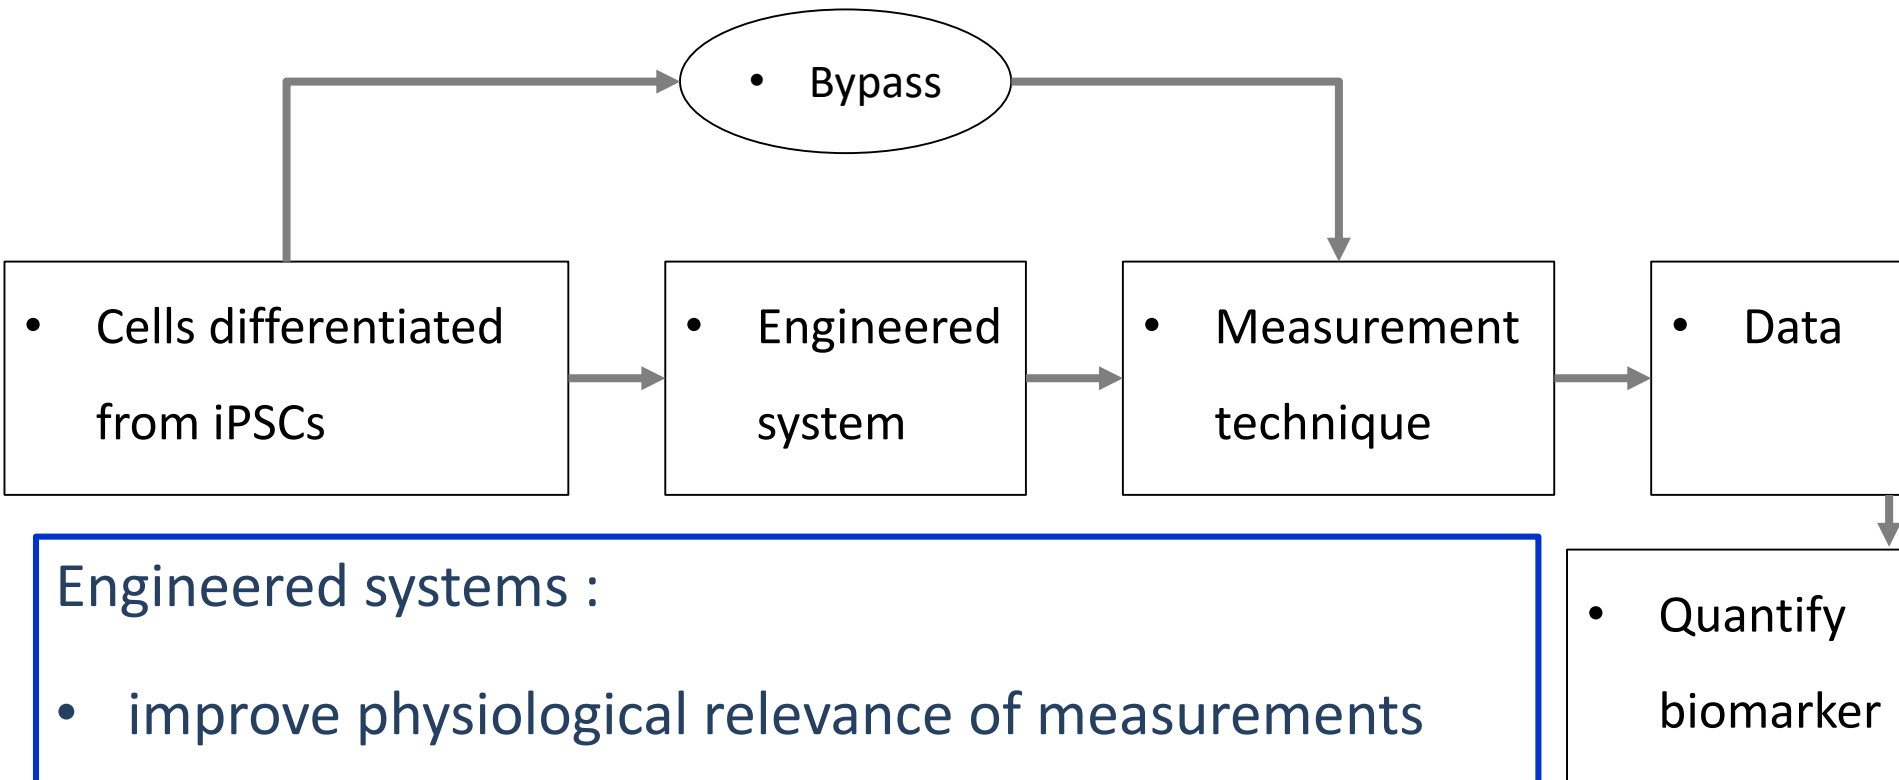 • Bypass
• Cells differentiated
from iPSCs
• Engineered
system
• Measurement
technique
• Data
• Quantify
biomarker
Engineered systems :
• improve physiological relevance of measurements